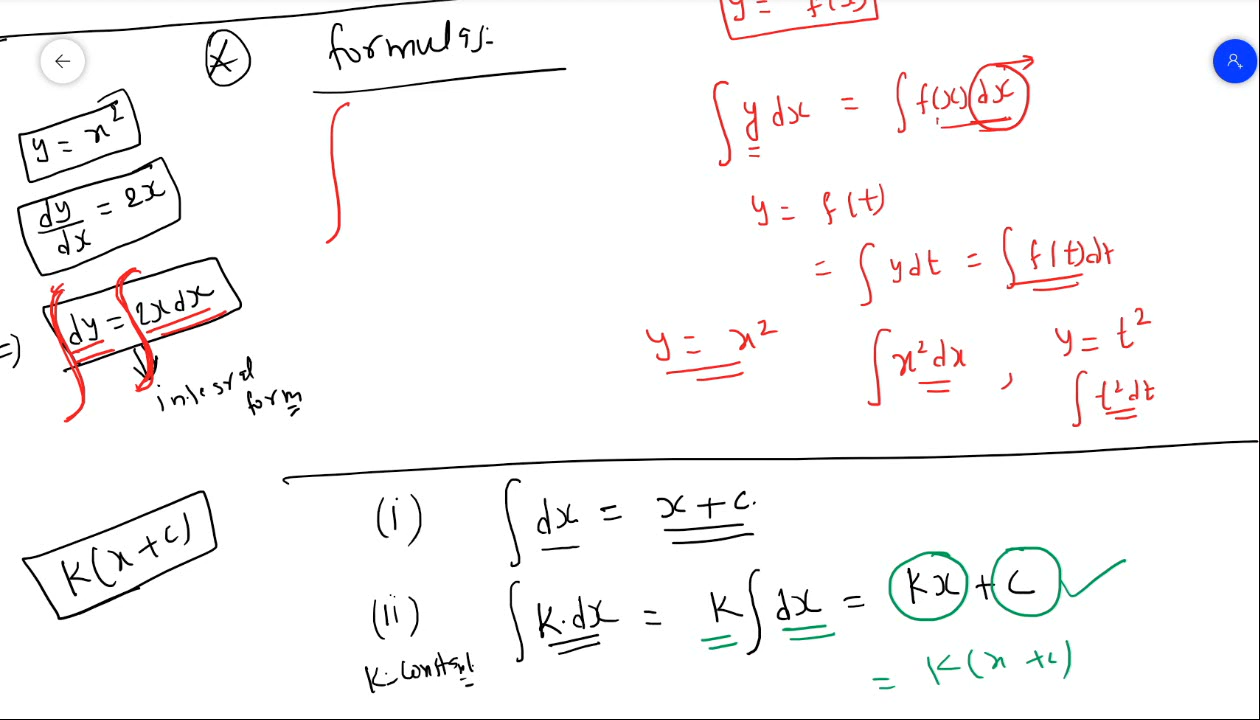 y = f(x)
formulas:
∫ y dx = ∫ f(x) dx
y = x²
dy/dx = 2x
y = f(t)
= ∫ y dt = ∫ f(t) dt
=> ∫ dy = ∫ 2x dx
integral form
y = x² ∫ x² dx , y = t²
∫ t² dt
K(x+c)
(i) ∫ dx = x + c.
(ii) ∫ K.dx = K ∫ dx = Kx + C
K-constant
= K(x + c)
∫